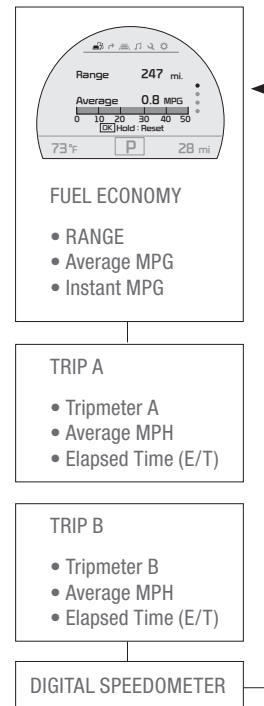 Range 247 mi.
Average 0.8 MPG
0 10 20 30 40 50
OK Hold : Reset
73°F P 28 mi
FUEL ECONOMY
• RANGE
• Average MPG
• Instant MPG
TRIP A
• Tripmeter A
• Average MPH
• Elapsed Time (E/T)
TRIP B
• Tripmeter B
• Average MPH
• Elapsed Time (E/T)
DIGITAL SPEEDOMETER